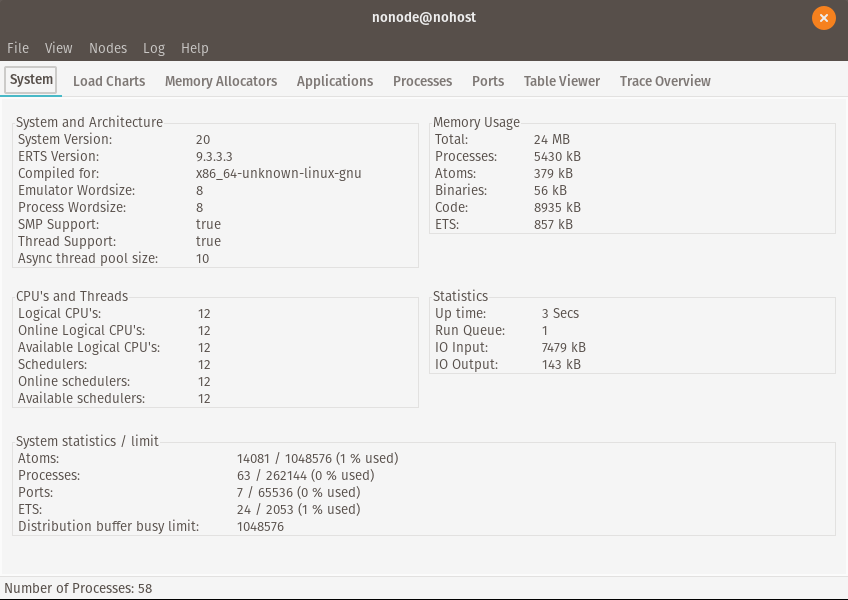 nonode@nohost
File View Nodes Log Help
System Load Charts Memory Allocators Applications Processes Ports Table Viewer Trace Overview
System and Architecture
System Version: 20
ERTS Version: 9.3.3.3
Compiled for: x86_64-unknown-linux-gnu
Emulator Wordsize: 8
Process Wordsize: 8
SMP Support: true
Thread Support: true
Async thread pool size: 10
Memory Usage
Total: 24 MB
Processes: 5430 kB
Atoms: 379 kB
Binaries: 56 kB
Code: 8935 kB
ETS: 857 kB
CPU's and Threads
Logical CPU's: 12
Online Logical CPU's: 12
Available Logical CPU's: 12
Schedulers: 12
Online schedulers: 12
Available schedulers: 12
Statistics
Up time: 3 Secs
Run Queue: 1
IO Input: 7479 kB
IO Output: 143 kB
System statistics / limit
Atoms: 14081 / 1048576 (1 % used)
Processes: 63 / 262144 (0 % used)
Ports: 7 / 65536 (0 % used)
ETS: 24 / 2053 (1 % used)
Distribution buffer busy limit: 1048576
Number of Processes: 58